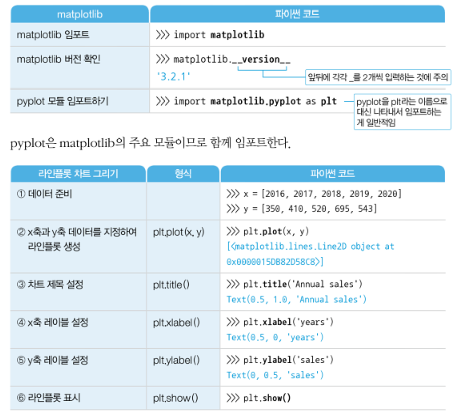 matplotlib 파이썬 코드
matplotlib 임포트 >>> import matplotlib
matplotlib 버전 확인 >>> matplotlib.__version__
'3.2.1'
앞뒤에 각각 _를 2개씩 입력하는 것에 주의
pyplot 모듈 임포트하기 >>> import matplotlib.pyplot as plt
pyplot을 plt라는 이름으로
대신 나타내서 임포트하는
게 일반적임
pyplot은 matplotlib의 주요 모듈이므로 함께 임포트한다.
라인플롯 차트 그리기 형식 파이썬 코드
① 데이터 준비 >>> x = [2016, 2017, 2018, 2019, 2020]
>>> y = [350, 410, 520, 695, 543]
② x축과 y축 데이터를 지정하여 plt.plot(x, y) >>> plt.plot(x, y)
라인플롯 생성 [<matplotlib.lines.Line2D object at
0x0000015DB82D58C8>]
③ 차트 제목 설정 plt.title() >>> plt.title('Annual sales')
Text(0.5, 1.0, 'Annual sales')
④ x축 레이블 설정 plt.xlabel() >>> plt.xlabel('years')
Text(0.5, 0, 'years')
⑤ y축 레이블 설정 plt.ylabel() >>> plt.ylabel('sales')
Text(0, 0.5, 'sales')
⑥ 라인플롯 표시 plt.show() >>> plt.show()